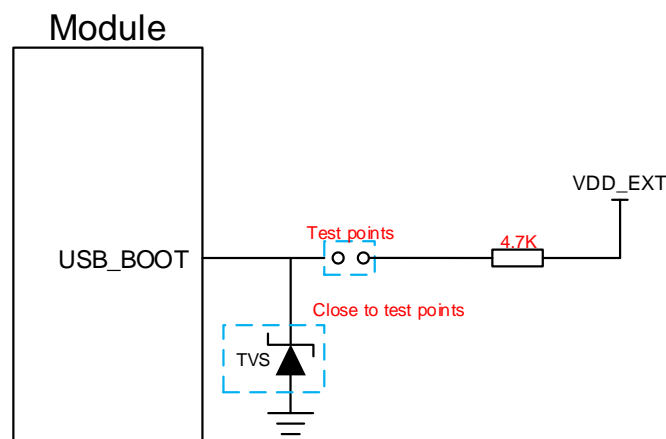 Module
VDD_EXT
Test points
4.7K
USB_BOOT
Close to test points
TVS